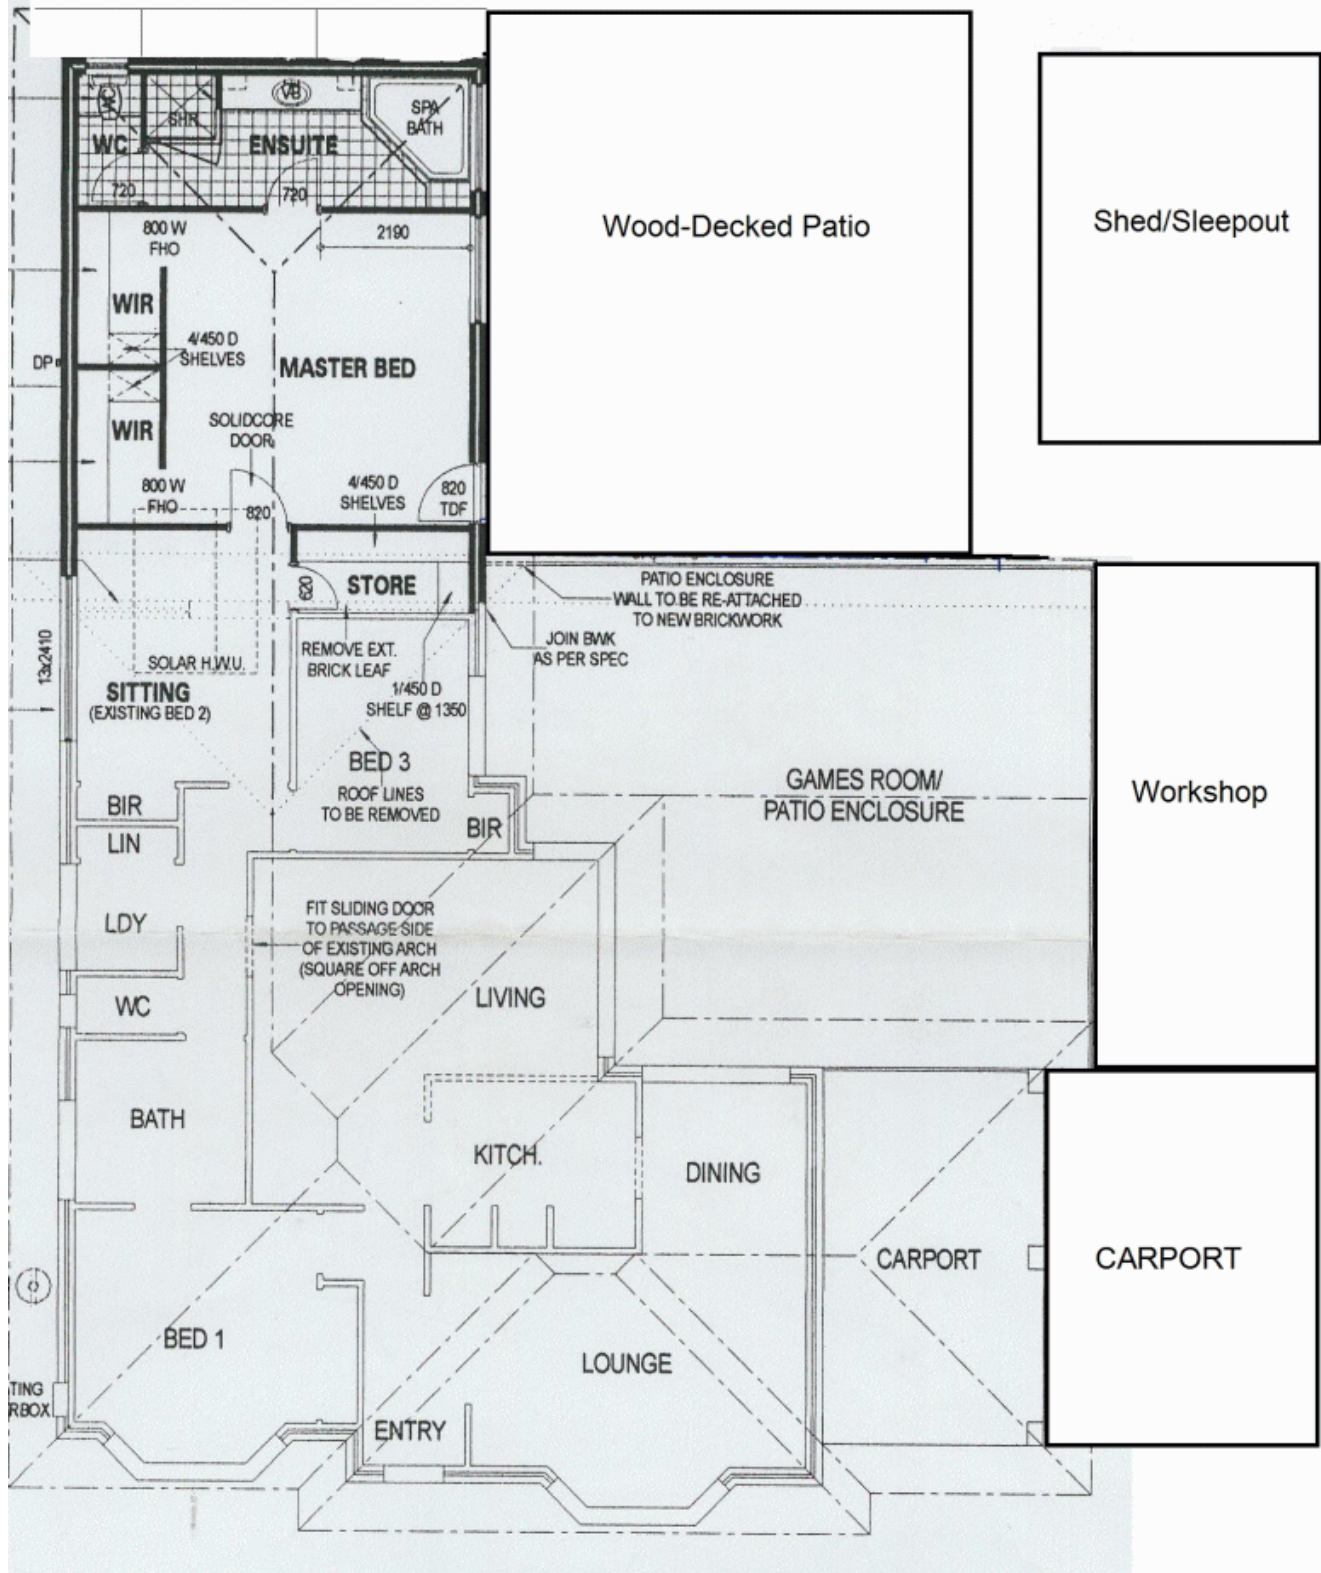 WC
SHR
VB
SPA
BATH
WC
ENSUITE
720
720
800 W
FHO
2190
WIR
4/450 D
SHELVES
DP
MASTER BED
WIR
SOLIDCORE
DOOR
800 W
FHO
820
4/450 D
SHELVES
820
TDF
Wood-Decked Patio
Shed/Sleepout
620
STORE
PATIO ENCLOSURE
WALL TO BE RE-ATTACHED
TO NEW BRICKWORK
JOIN BWK
AS PER SPEC
REMOVE EXT.
BRICK LEAF
1/450 D
SHELF @ 1350
13x2410
SOLAR H.W.U.
SITTING
(EXISTING BED 2)
BED 3
ROOF LINES
TO BE REMOVED
BIR
BIR
LIN
GAMES ROOM/
PATIO ENCLOSURE
Workshop
LDY
FIT SLIDING DOOR
TO PASSAGE SIDE
OF EXISTING ARCH
(SQUARE OFF ARCH
OPENING)
LIVING
WC
BATH
KITCH.
DINING
CARPORT
CARPORT
BED 1
LOUNGE
TING
RBOX
ENTRY